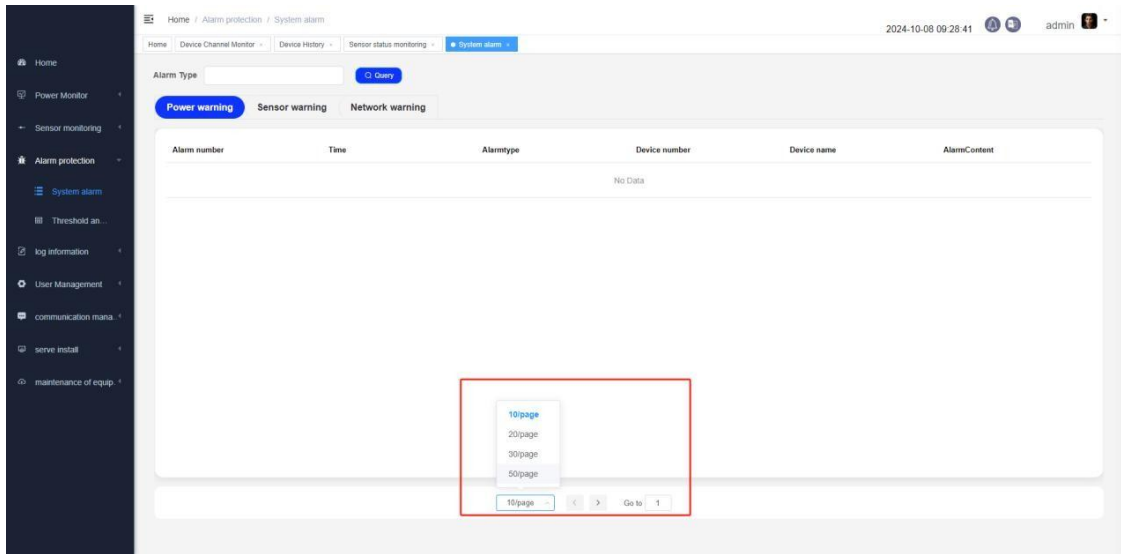 Home / Alarm protection / System alarm
2024-10-08 09:28:41
admin
Home
Device Channel Monitor
Device History
Sensor status monitoring
System alarm
Home
Power Monitor
Sensor monitoring
Alarm protection
System alarm
Threshold an...
log information
User Management
communication mana..
serve install
maintenance of equip.
Alarm Type
Query
Power warning
Sensor warning
Network warning
Alarm number Time Alarmtype Device number Device name AlarmContent
No Data
10/page
20/page
30/page
50/page
10/page
Go to 1